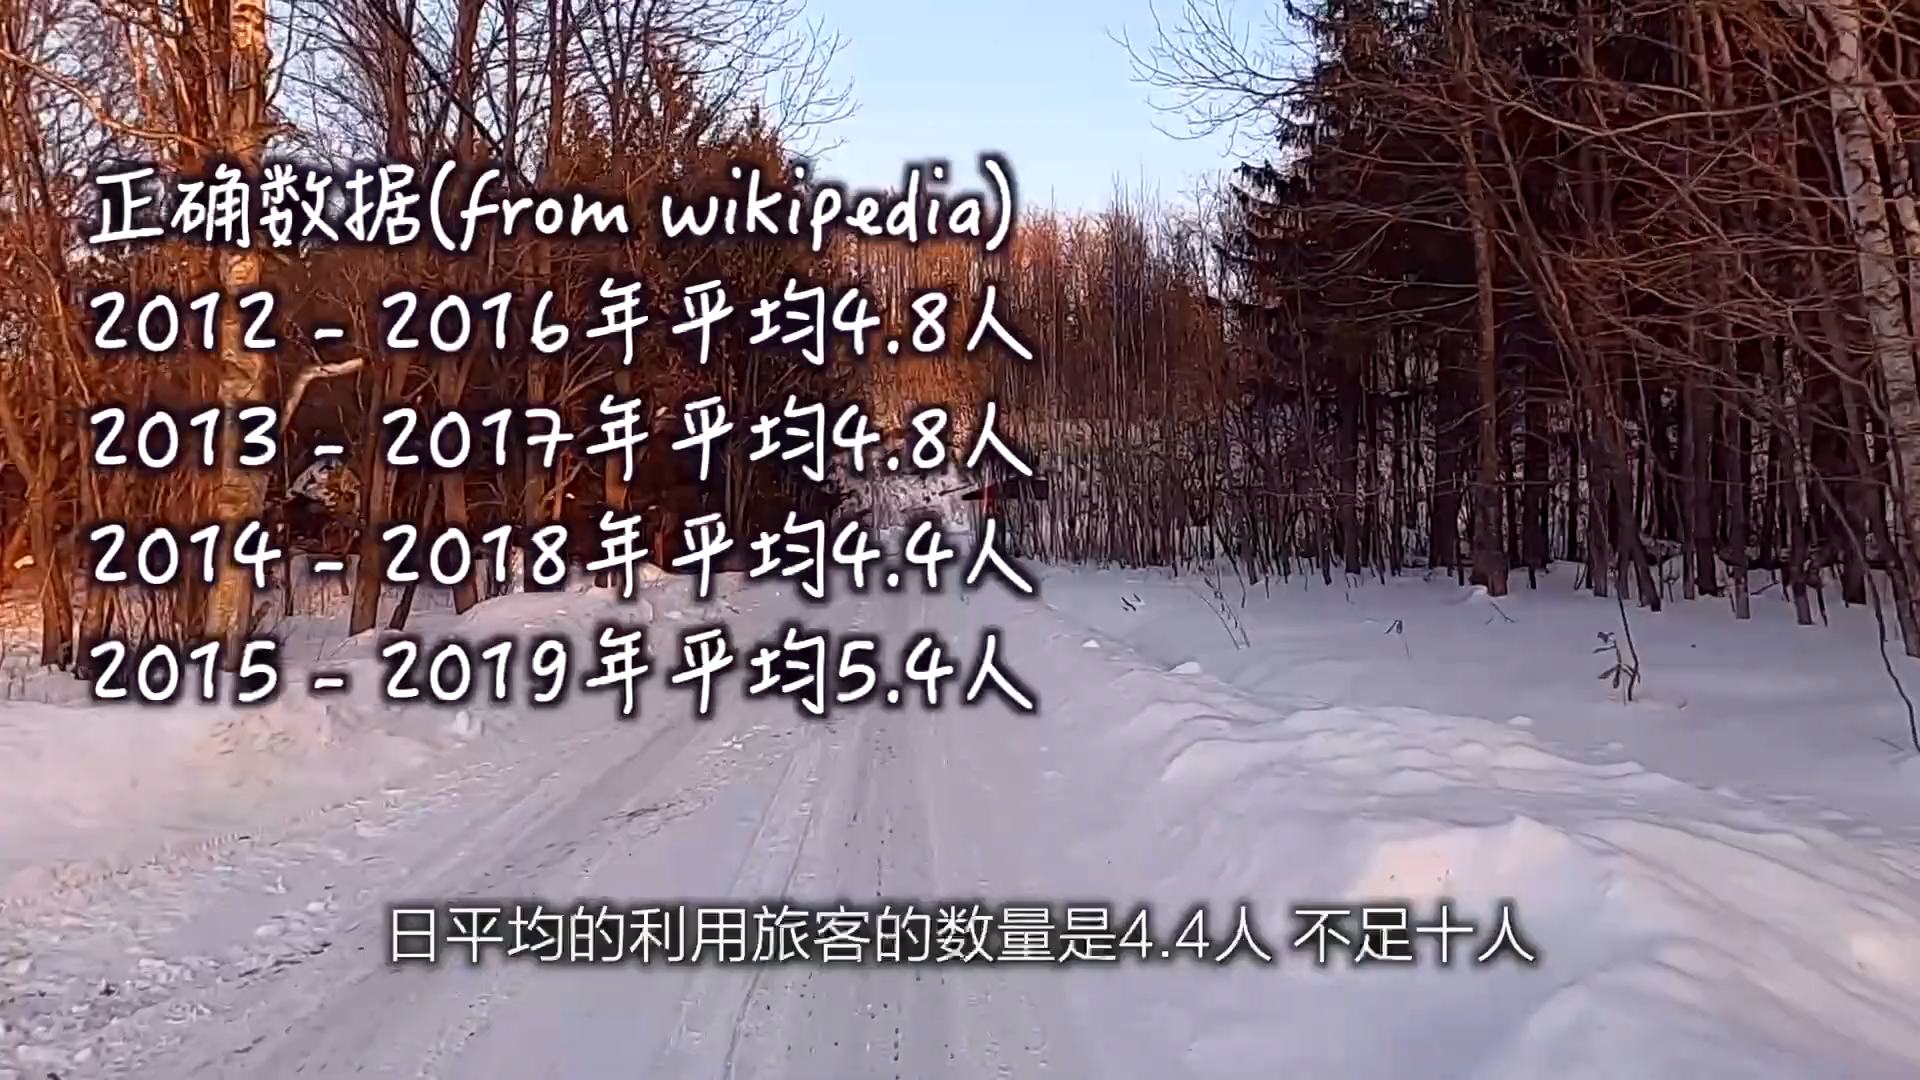 正确数据(from wikipedia)
2012 - 2016年平均4.8人
2013 - 2017年平均4.8人
2014 - 2018年平均4.4人
2015 - 2019年平均5.4人
日平均的利用旅客的数量是4.4人 不足十人